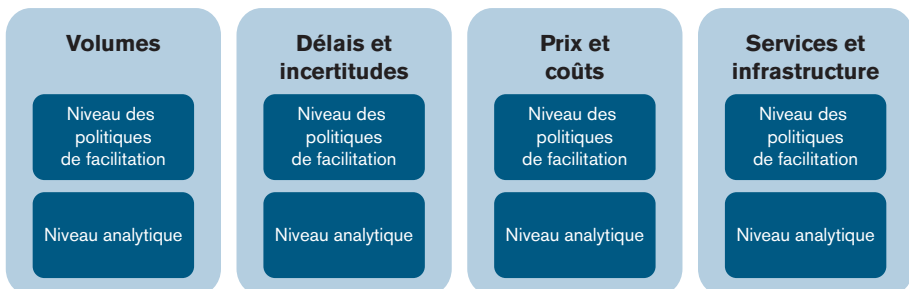 Volumes
Niveau des
politiques
de facilitation
Niveau analytique
Délais et
incertitudes
Niveau des
politiques
de facilitation
Niveau analytique
Prix et
coûts
Niveau des
politiques
de facilitation
Niveau analytique
Services et
infrastructure
Niveau des
politiques
de facilitation
Niveau analytique